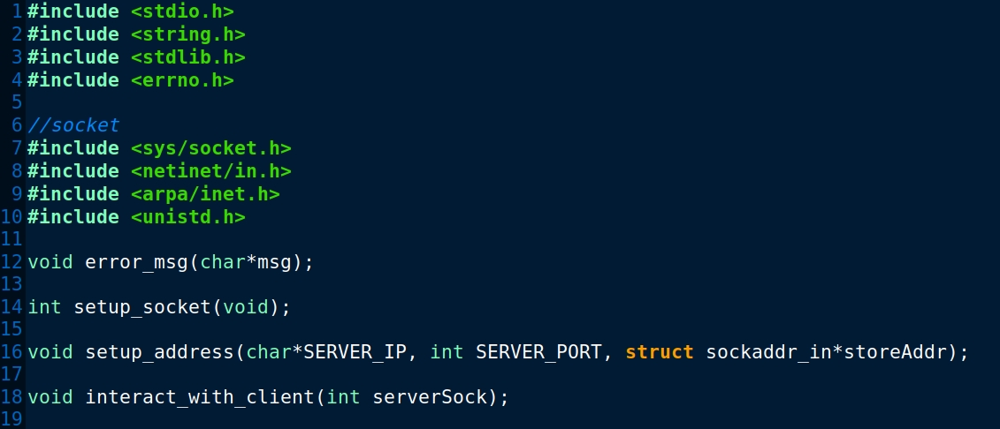 1 #include <stdio.h>
2 #include <string.h>
3 #include <stdlib.h>
4 #include <errno.h>
5
6 //socket
7 #include <sys/socket.h>
8 #include <netinet/in.h>
9 #include <arpa/inet.h>
10 #include <unistd.h>
11
12 void error_msg(char*msg);
13
14 int setup_socket(void);
15
16 void setup_address(char*SERVER_IP, int SERVER_PORT, struct sockaddr_in*storeAddr);
17
18 void interact_with_client(int serverSock);
19